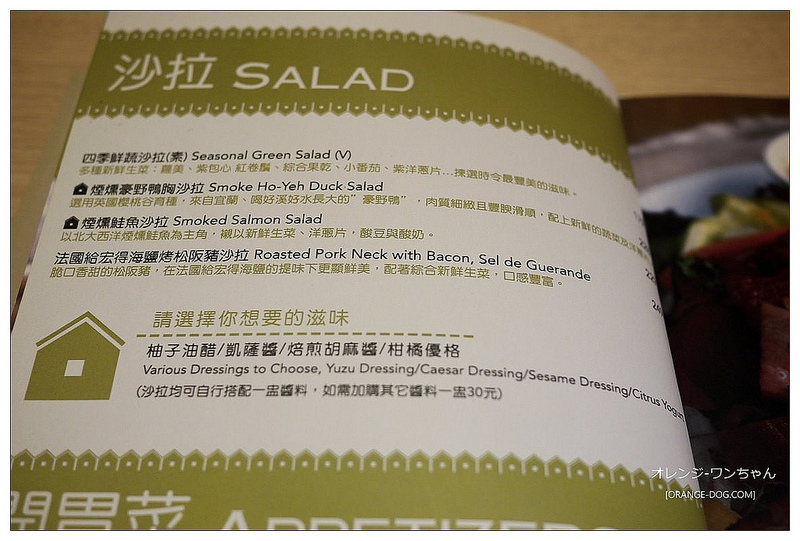 沙拉 SALAD
四季鮮蔬沙拉(素) Seasonal Green Salad (V)
多種新鮮生菜：蘿美、紫包心 紅卷鬚、綜合果乾、小番茄、紫洋蔥片...揀選時令最豐美的滋味。
煙燻豪野鴨胸沙拉 Smoke Ho-Yeh Duck Salad
選用英國櫻桃谷育種，來自宜蘭、喝好溪好水長大的"豪野鴨"，肉質細緻且豐腴滑順，配上新鮮的蔬菜及洋蔥
煙燻鮭魚沙拉 Smoked Salmon Salad
以北大西洋煙燻鮭魚為主角，襯以新鮮生菜、洋蔥片，酸豆與酸奶。
法國給宏得海鹽烤松阪豬沙拉 Roasted Pork Neck with Bacon, Sel de Guerande
脆口香甜的松阪豬，在法國給宏得海鹽的提味下更顯鮮美，配著綜合新鮮生菜，口感豐富。
請選擇你想要的滋味
柚子油醋/凱薩醬/焙煎胡麻醬/柑橘優格
Various Dressings to Choose, Yuzu Dressing/Caesar Dressing/Sesame Dressing/Citrus Yogurt
(沙拉均可自行搭配一盅醬料，如需加購其它醬料一盅30元)
開胃菜 APPETIZERS
オレンジ-ワンちゃん
[ORANGE-DOG.COM]